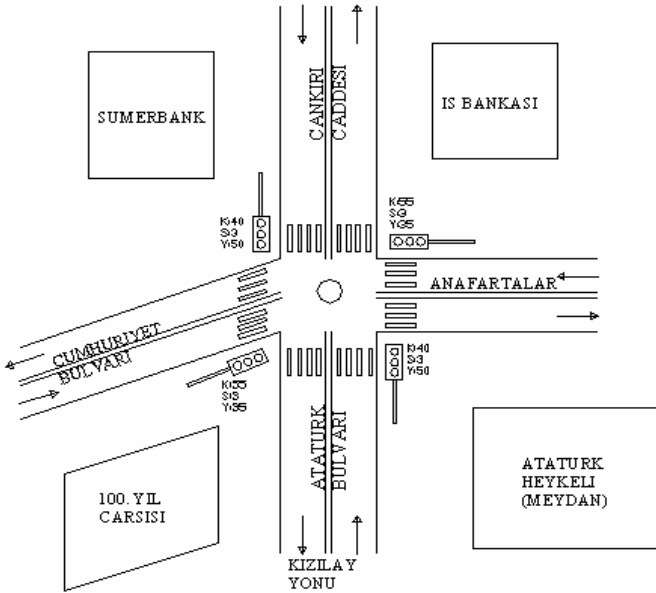 SUMERBANK
CANKIRI
CADDESI
IS BANKASI
K:40
S:3
Y:50
K:55
S:3
Y:35
ANAFARTALAR
CUMHURIYET
BULVARI
K:55
S:3
Y:35
K:40
S:3
Y:50
ATATURK
BULVARI
100. YIL
CARSISI
ATATURK
HEYKELI
(MEYDAN)
KIZILAY
YONU